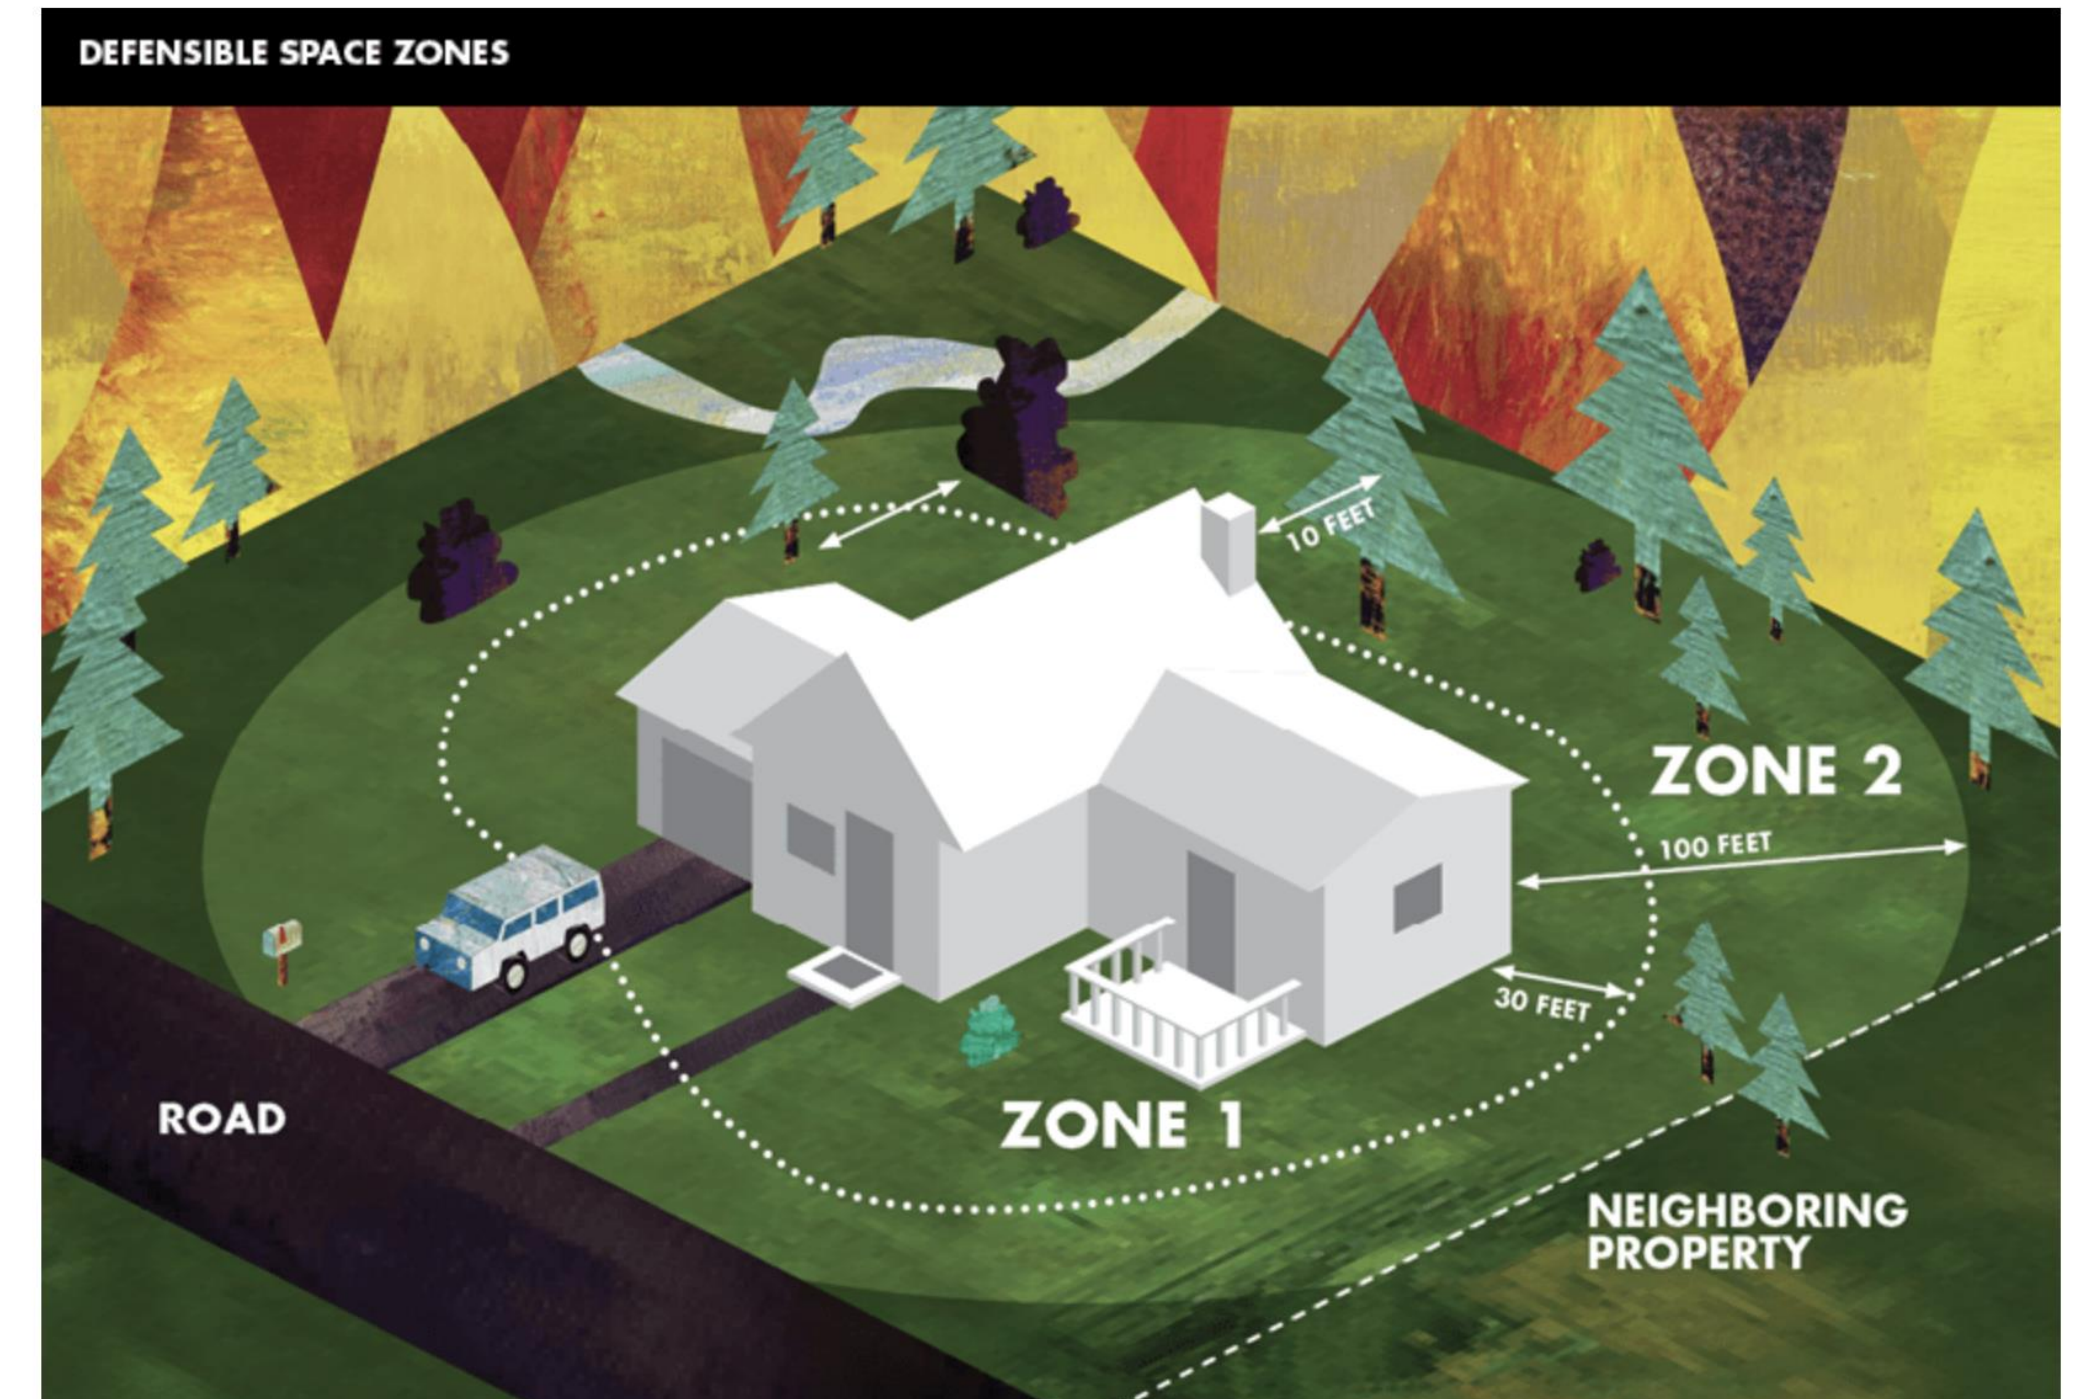 DEFENSIBLE SPACE ZONES
10 FEET
ZONE 2
100 FEET
30 FEET
ROAD
ZONE 1
NEIGHBORING
PROPERTY